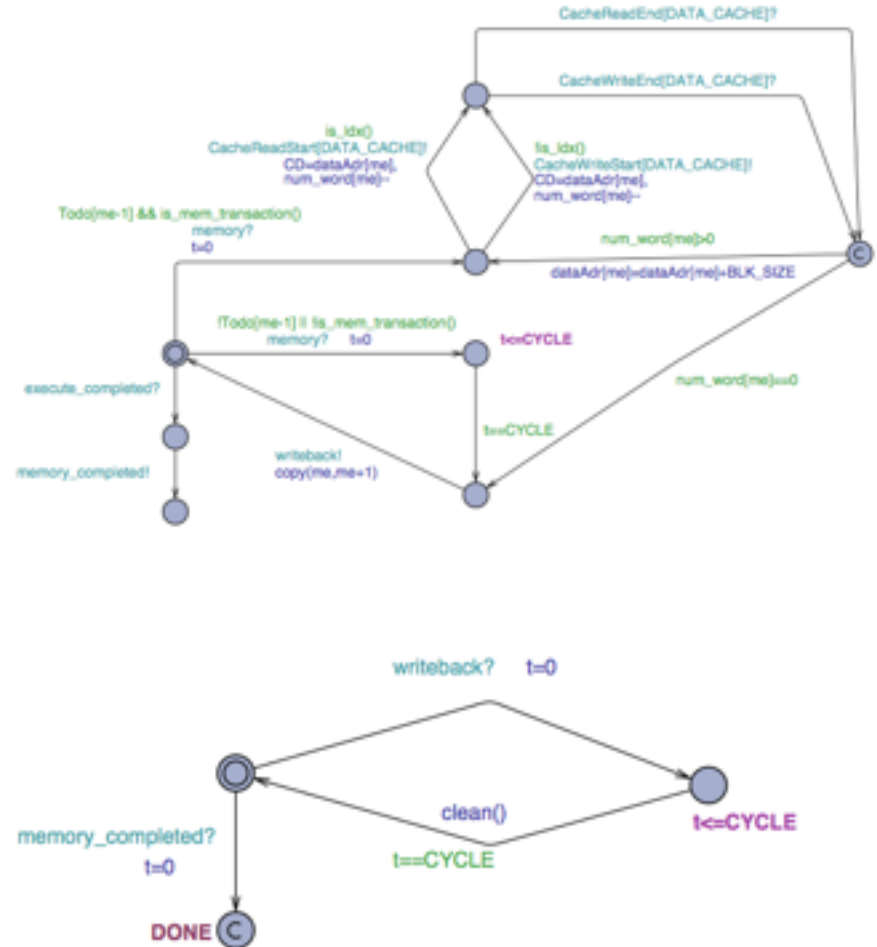 CacheReadEnd[DATA_CACHE]?
CacheWriteEnd[DATA_CACHE]?
is_ldx()
CacheReadStart[DATA_CACHE]!
CD=dataAdr[me],
num_word[me]--
!is_ldx()
CacheWriteStart[DATA_CACHE]!
CD=dataAdr[me],
num_word[me]--
Todo[me-1] && is_mem_transaction()
memory?
t=0
num_word[me]>0
C
dataAdr[me]=dataAdr[me]+BLK_SIZE
!Todo[me-1] || !is_mem_transaction()
memory? t=0
t<=CYCLE
execute_completed?
num_word[me]==0
t==CYCLE
writeback!
copy(me,me+1)
memory_completed!
writeback? t=0
clean()
t<=CYCLE
memory_completed?
t=0
t==CYCLE
DONE C